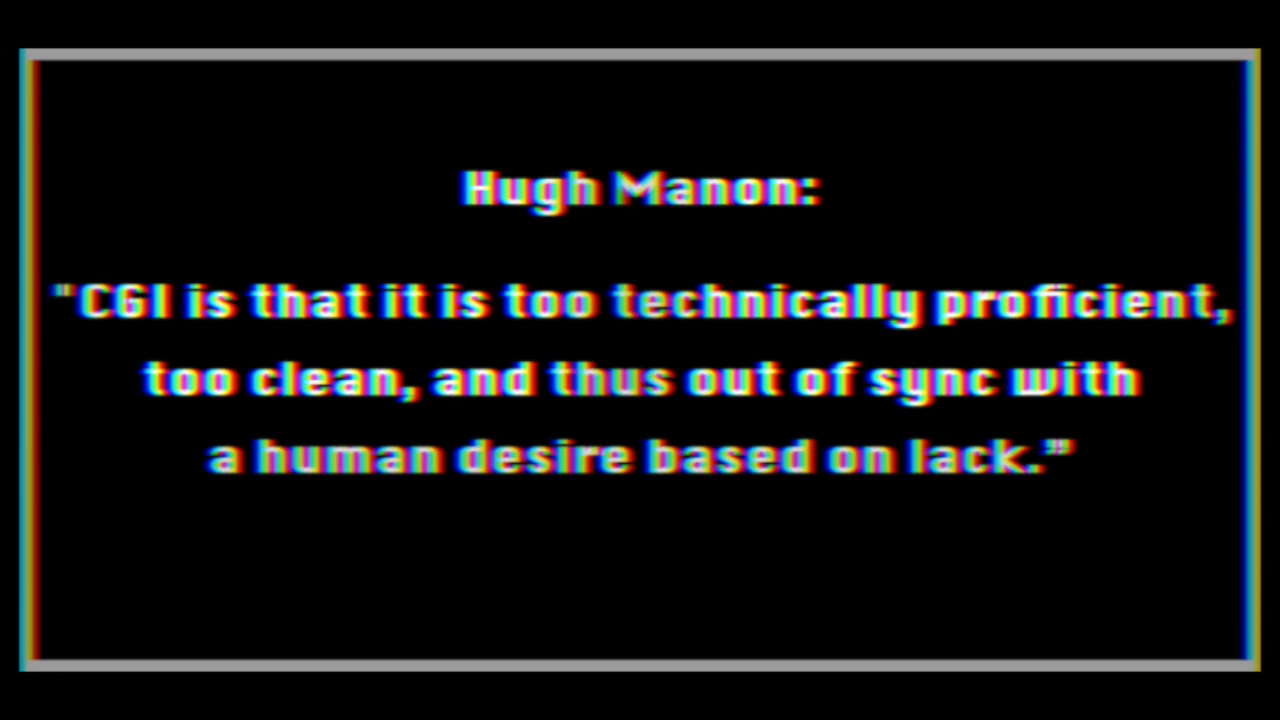 Hugh Manon:
"CGI is that it is too technically proficient,
too clean, and thus out of sync with
a human desire based on lack.”